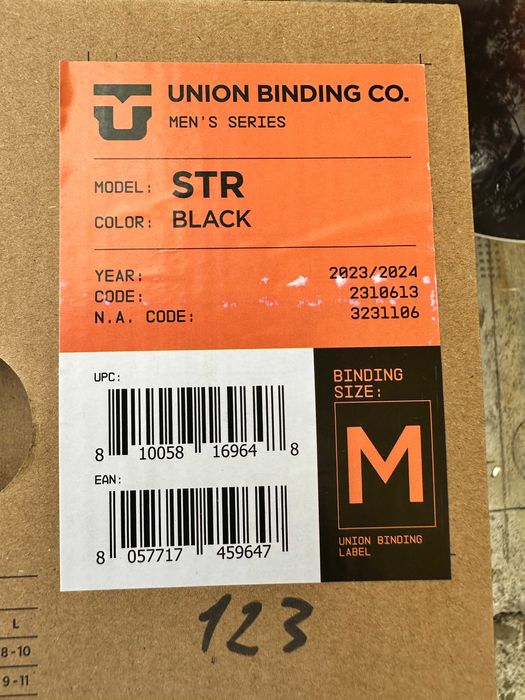 UNION BINDING CO.
MEN'S SERIES
MODEL: STR
COLOR: BLACK
YEAR: 2023/2024
CODE: 2310613
N.A. CODE: 3231106
UPC:
8 10058 16964 8
EAN:
8 057717 459647
BINDING
SIZE:
M
UNION BINDING
LABEL
123
L
8-10
9-11